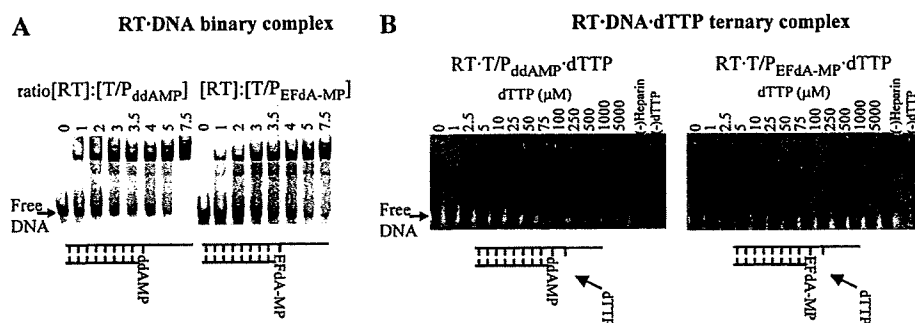 A RT·DNA binary complex
ratio[RT]:[T/PddAMP] [RT]:[T/PEFdA-MP]
0 1 2 3 3.5 4 5 7.5 0 1 2 3 3.5 4 5 7.5
Free
DNA
ddAMP
EFdA-MP
B RT·DNA·dTTP ternary complex
RT·T/PddAMP·dTTP RT·T/PEFdA-MP·dTTP
dTTP (μM) dTTP (μM)
0 1 2.5 5 10 25 50 75 100 250 500 1000 (-)Heparin (-)dTTP
0 1 2.5 5 10 25 50 75 100 250 500 1000 5000 (-)Heparin (-)dTTP
Free
DNA
ddAMP
dTTP
EFdA-MP
dTTP